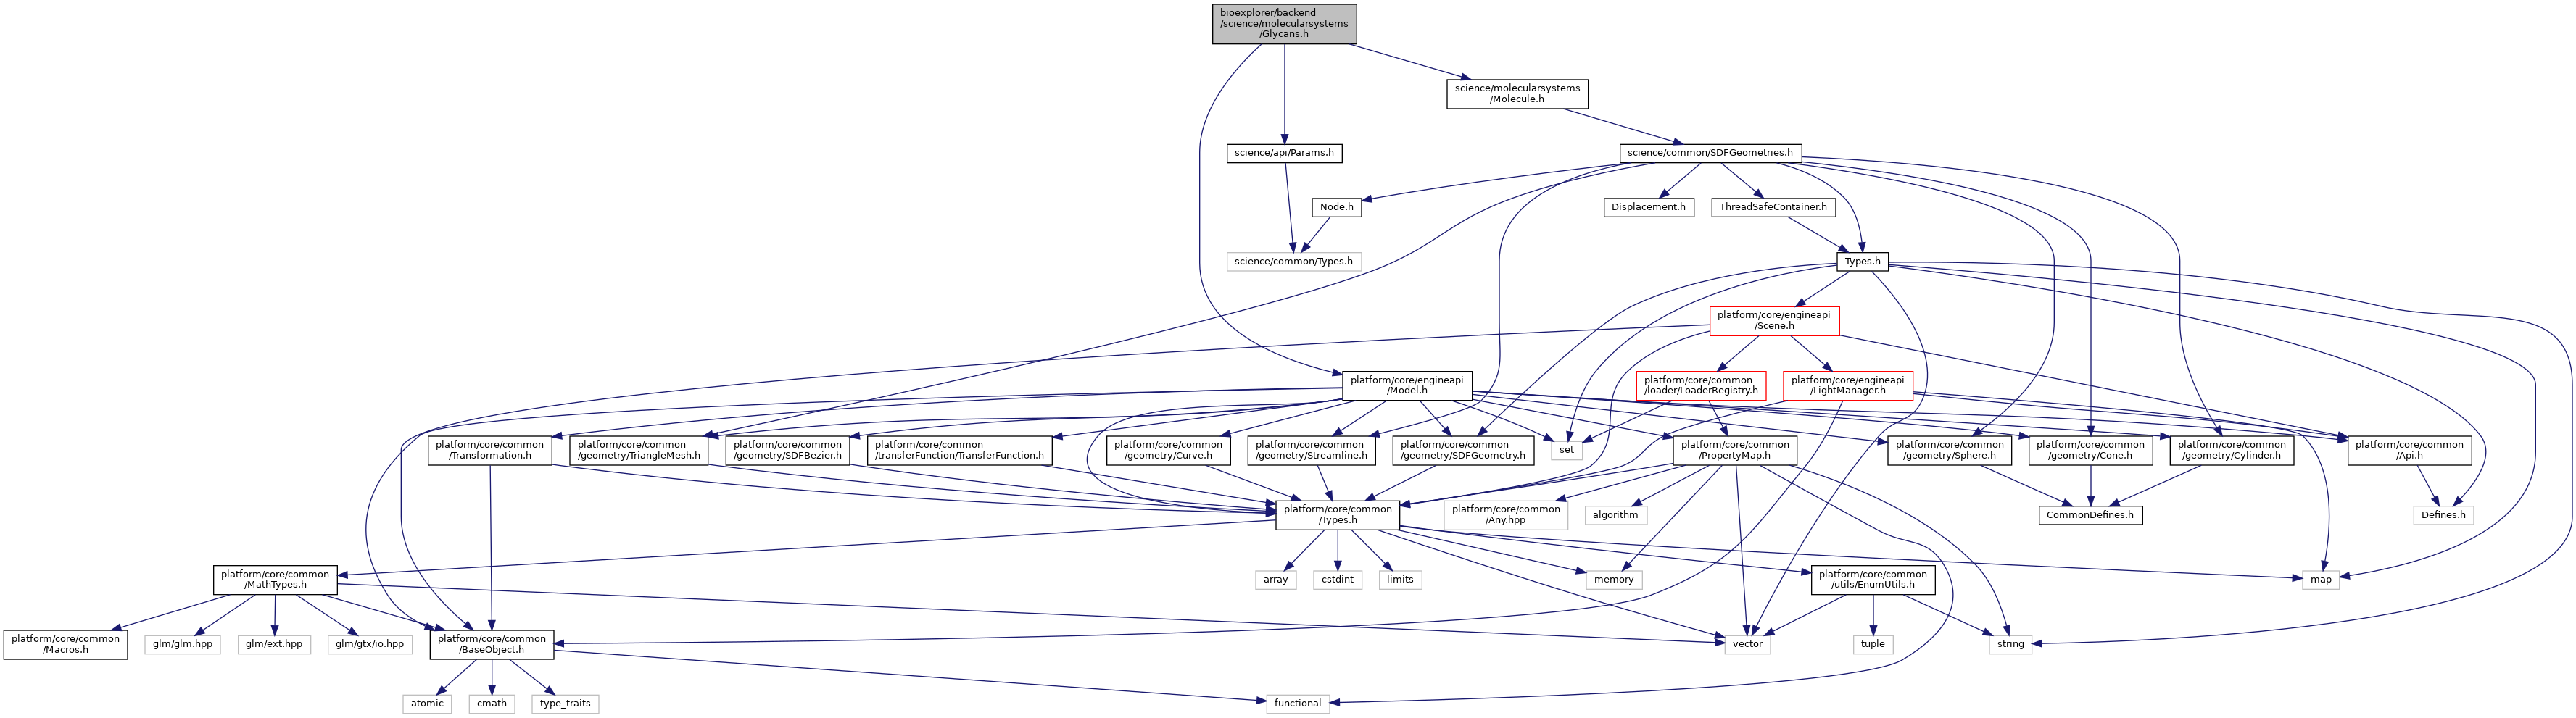 bioexplorer/backend
/science/molecularsystems
/Glycans.h
science/molecularsystems
/Molecule.h
science/api/Params.h
science/common/SDFGeometries.h
Node.h
Displacement.h
ThreadSafeContainer.h
science/common/Types.h
Types.h
platform/core/engineapi
/Scene.h
platform/core/engineapi
/Model.h
platform/core/common
/loader/LoaderRegistry.h
platform/core/engineapi
/LightManager.h
platform/core/common
/Transformation.h
platform/core/common
/geometry/TriangleMesh.h
platform/core/common
/geometry/SDFBezier.h
platform/core/common
/transferFunction/TransferFunction.h
platform/core/common
/geometry/Curve.h
platform/core/common
/geometry/Streamline.h
platform/core/common
/geometry/SDFGeometry.h
set
platform/core/common
/PropertyMap.h
platform/core/common
/geometry/Sphere.h
platform/core/common
/geometry/Cone.h
platform/core/common
/geometry/Cylinder.h
platform/core/common
/Api.h
platform/core/common
/Types.h
platform/core/common
/Any.hpp
algorithm
CommonDefines.h
Defines.h
platform/core/common
/MathTypes.h
array
cstdint
limits
memory
platform/core/common
/utils/EnumUtils.h
map
platform/core/common
/Macros.h
glm/glm.hpp
glm/ext.hpp
glm/gtx/io.hpp
platform/core/common
/BaseObject.h
vector
tuple
string
atomic
cmath
type_traits
functional